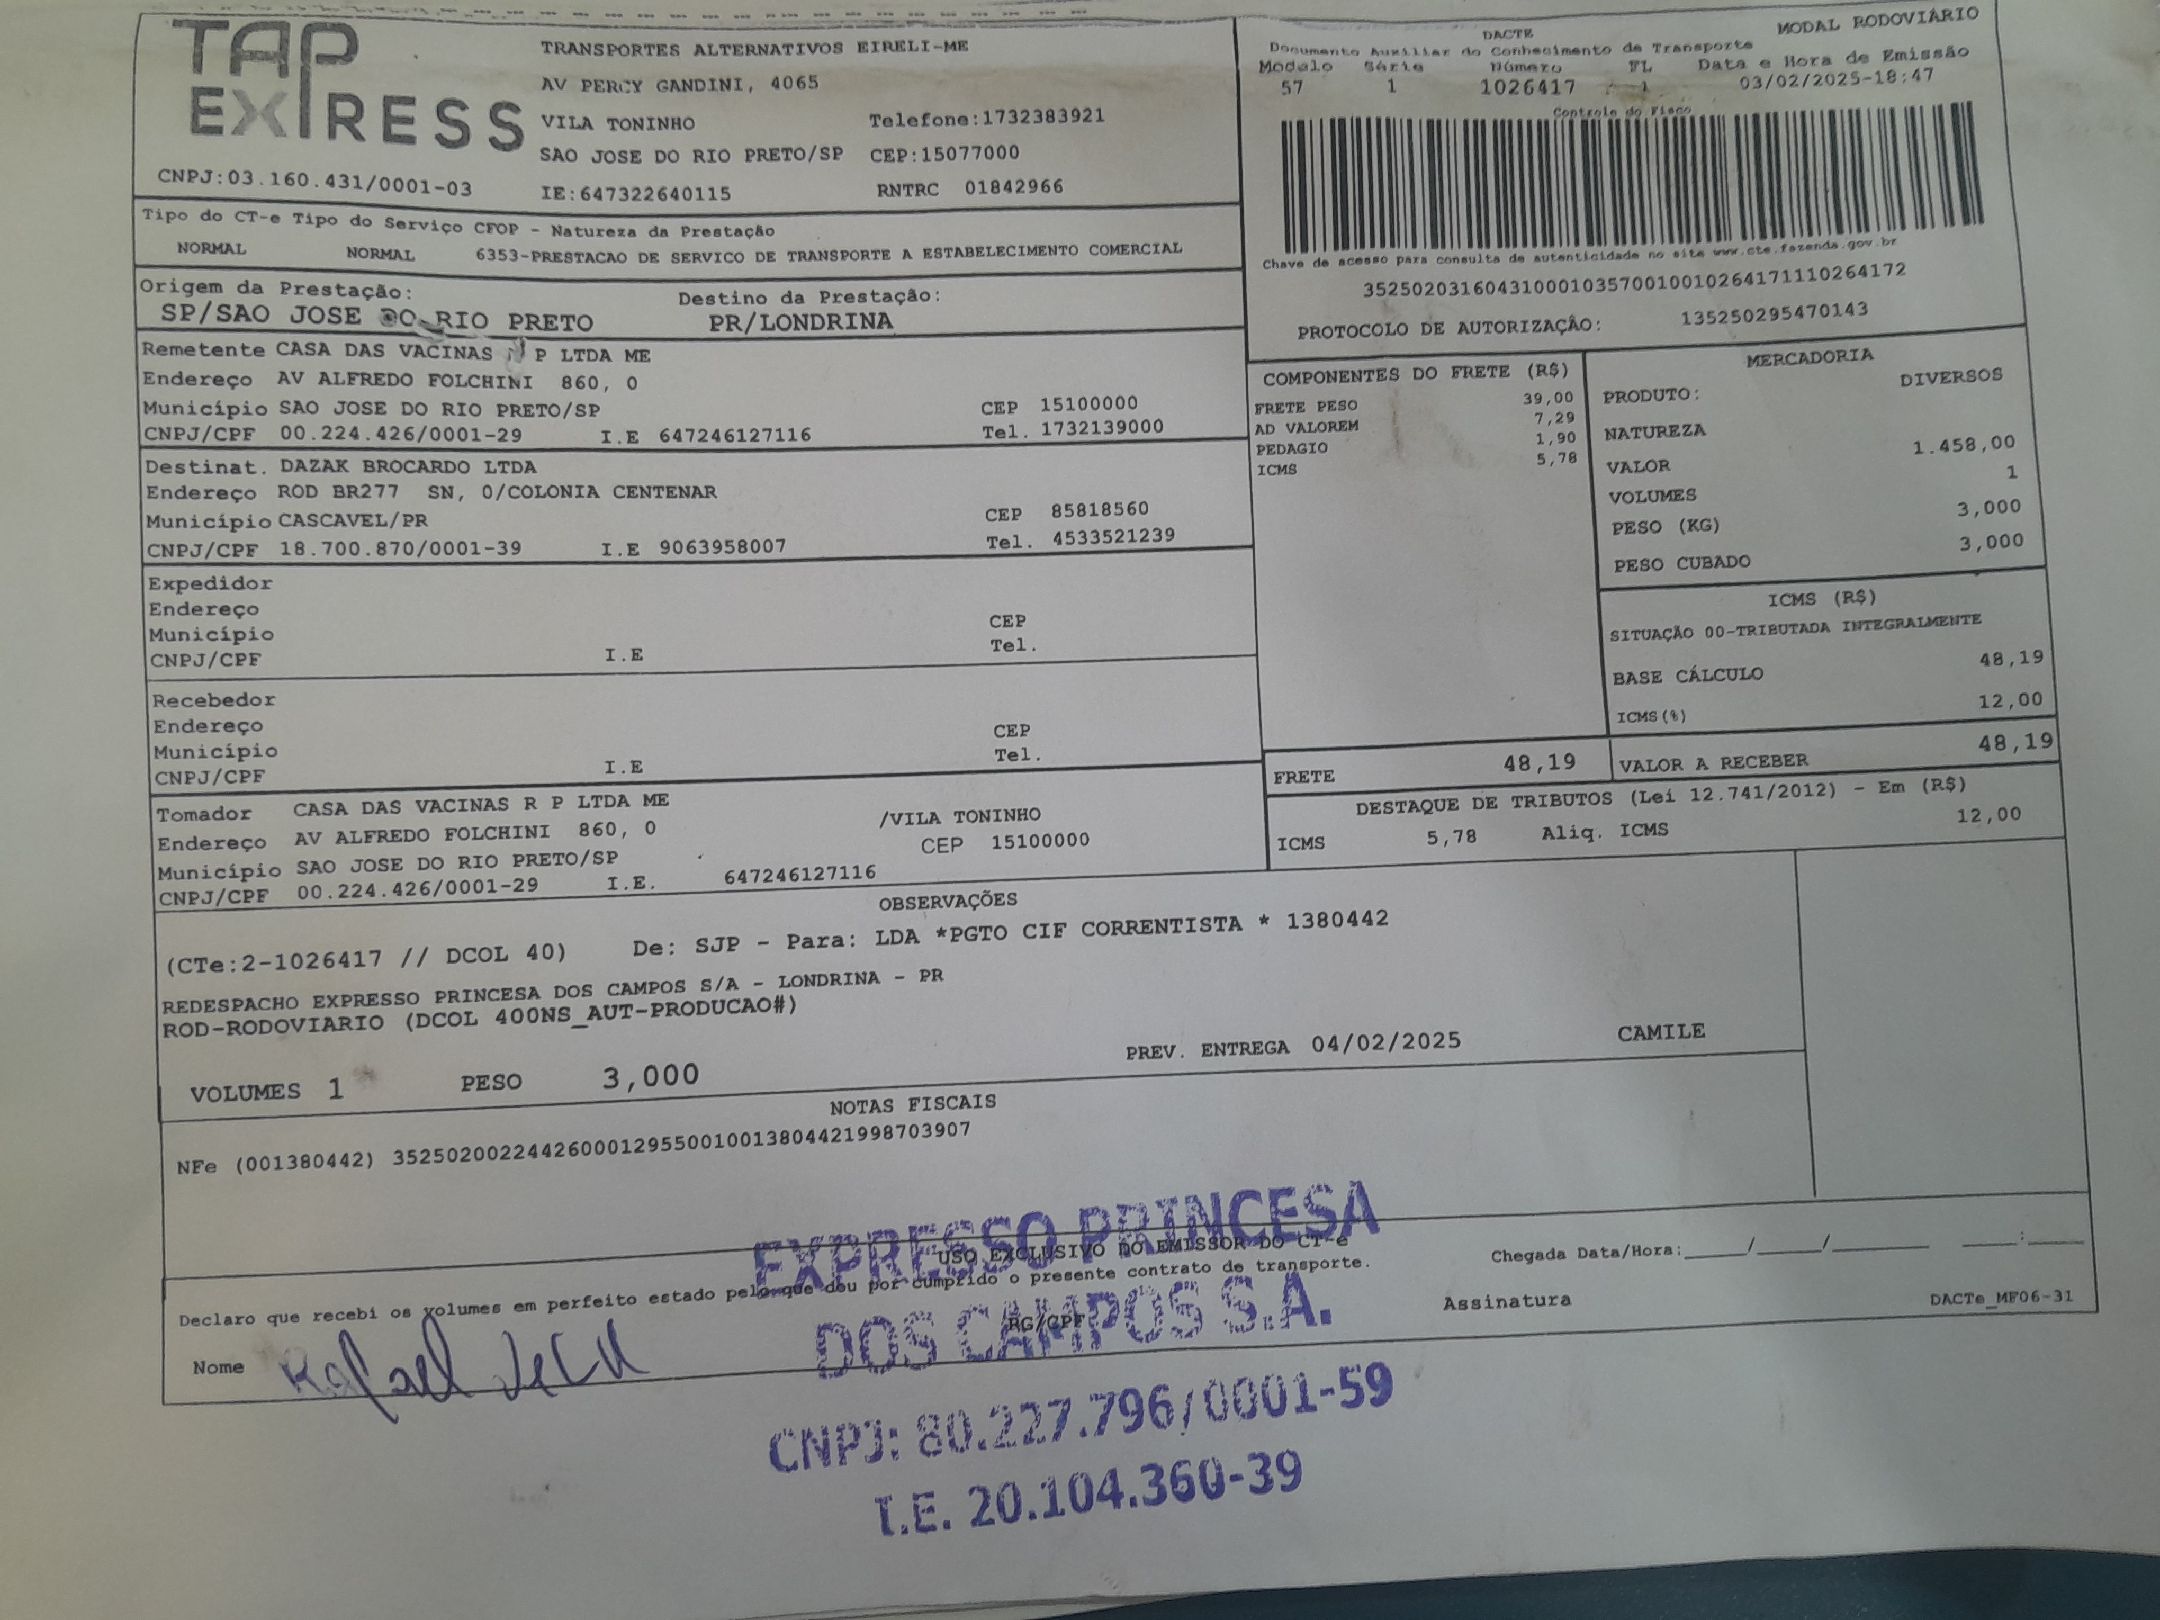 TAP
EXPRESS
TRANSPORTES ALTERNATIVOS EIRELI-ME
AV PERCY GANDINI, 4065
VILA TONINHO Telefone:1732383921
SAO JOSE DO RIO PRETO/SP CEP:15077000
CNPJ:03.160.431/0001-03 IE:647322640115 RNTRC 01842966
DACTE MODAL RODOVIÁRIO
Documento Auxiliar do Conhecimento de Transporte
Modelo Série Número FL Data e Hora de Emissão
57 1 1026417 1 03/02/2025-18:47
Controle do Fisco
Chave de acesso para consulta de autenticidade no site www.cte.fazenda.gov.br
35250203160431000103570010010264171110264172
PROTOCOLO DE AUTORIZAÇÃO: 135250295470143
Tipo do CT-e Tipo do Serviço CFOP - Natureza da Prestação
NORMAL NORMAL 6353-PRESTACAO DE SERVICO DE TRANSPORTE A ESTABELECIMENTO COMERCIAL
Origem da Prestação: Destino da Prestação:
SP/SAO JOSE DO RIO PRETO PR/LONDRINA
Remetente CASA DAS VACINAS P LTDA ME
Endereço AV ALFREDO FOLCHINI 860, 0
Município SAO JOSE DO RIO PRETO/SP CEP 15100000
CNPJ/CPF 00.224.426/0001-29 I.E 647246127116 Tel. 1732139000
Destinat. DAZAK BROCARDO LTDA
Endereço ROD BR277 SN, 0/COLONIA CENTENAR
Município CASCAVEL/PR CEP 85818560
CNPJ/CPF 18.700.870/0001-39 I.E 9063958007 Tel. 4533521239
Expedidor
Endereço
Município CEP
CNPJ/CPF I.E Tel.
Recebedor
Endereço
Município CEP
CNPJ/CPF I.E Tel.
Tomador CASA DAS VACINAS R P LTDA ME
Endereço AV ALFREDO FOLCHINI 860, 0 /VILA TONINHO
Município SAO JOSE DO RIO PRETO/SP CEP 15100000
CNPJ/CPF 00.224.426/0001-29 I.E. 647246127116
COMPONENTES DO FRETE (R$)
FRETE PESO 39,00
AD VALOREM 7,29
PEDAGIO 1,90
ICMS 5,78
MERCADORIA
PRODUTO: DIVERSOS
NATUREZA
VALOR 1.458,00
VOLUMES 1
PESO (KG) 3,000
PESO CUBADO 3,000
ICMS (R$)
SITUAÇÃO 00-TRIBUTADA INTEGRALMENTE
BASE CÁLCULO 48,19
ICMS(%) 12,00
FRETE 48,19 VALOR A RECEBER 48,19
DESTAQUE DE TRIBUTOS (Lei 12.741/2012) - Em (R$)
ICMS 5,78 Aliq. ICMS 12,00
OBSERVAÇÕES
(CTe:2-1026417 // DCOL 40) De: SJP - Para: LDA *PGTO CIF CORRENTISTA * 1380442
REDESPACHO EXPRESSO PRINCESA DOS CAMPOS S/A - LONDRINA - PR
ROD-RODOVIARIO (DCOL 400NS_AUT-PRODUCAO#)
VOLUMES 1 PESO 3,000 PREV. ENTREGA 04/02/2025 CAMILE
NOTAS FISCAIS
NFe (001380442) 35250200224426000129550010013804421998703907
EXPRESSO PRINCESA
USO EXCLUSIVO DO EMISSOR DO CT-e
Chegada Data/Hora:____/____/____ ____:____
Declaro que recebi os volumes em perfeito estado pelo que dou por cumprido o presente contrato de transporte.
DOS CAMPOS S.A.
Nome Rafael RG/CPF Assinatura DACTe_MF06-31
CNPJ: 80.227.796/0001-59
I.E. 20.104.360-39